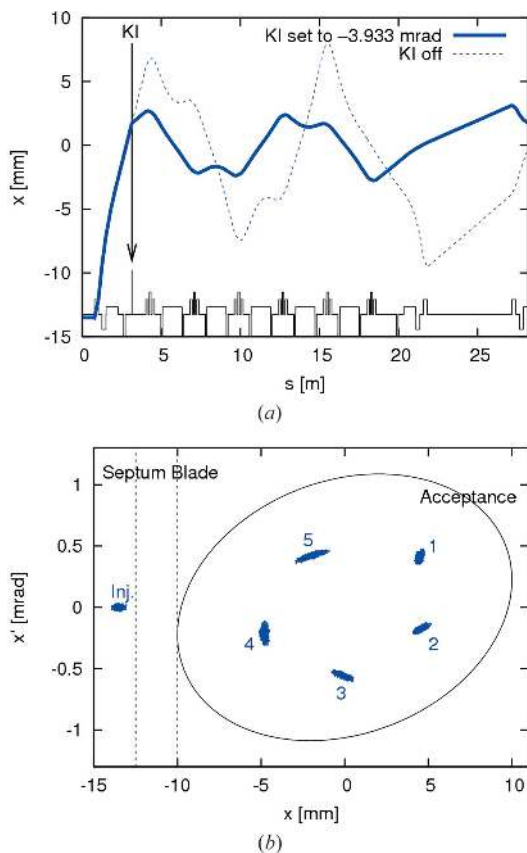 KI
KI set to −3.933 mrad
KI off
x [mm]
10
5
0
-5
-10
-15
0
5
10
15
20
25
s [m]
(a)
Septum Blade
Acceptance
Inj.
1
2
3
4
5
x' [mrad]
1
0.5
0
-0.5
-1
-15
-10
-5
0
5
10
x [mm]
(b)